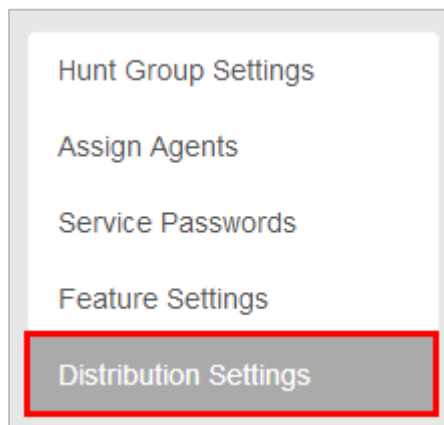 Hunt Group Settings
Assign Agents
Service Passwords
Feature Settings
Distribution Settings